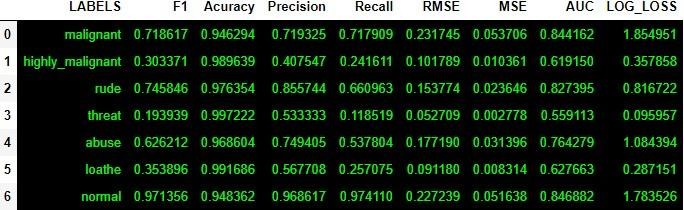 LABELS F1 Acuracy Precision Recall RMSE MSE AUC LOG_LOSS
0 malignant 0.718617 0.946294 0.719325 0.717909 0.231745 0.053706 0.844162 1.854951
1 highly_malignant 0.303371 0.989639 0.407547 0.241611 0.101789 0.010361 0.619150 0.357858
2 rude 0.745846 0.976354 0.855744 0.660963 0.153774 0.023646 0.827395 0.816722
3 threat 0.193939 0.997222 0.533333 0.118519 0.052709 0.002778 0.559113 0.095957
4 abuse 0.626212 0.968604 0.749405 0.537804 0.177190 0.031396 0.764279 1.084394
5 loathe 0.353896 0.991686 0.567708 0.257075 0.091180 0.008314 0.627663 0.287151
6 normal 0.971356 0.948362 0.968617 0.974110 0.227239 0.051638 0.846882 1.783526